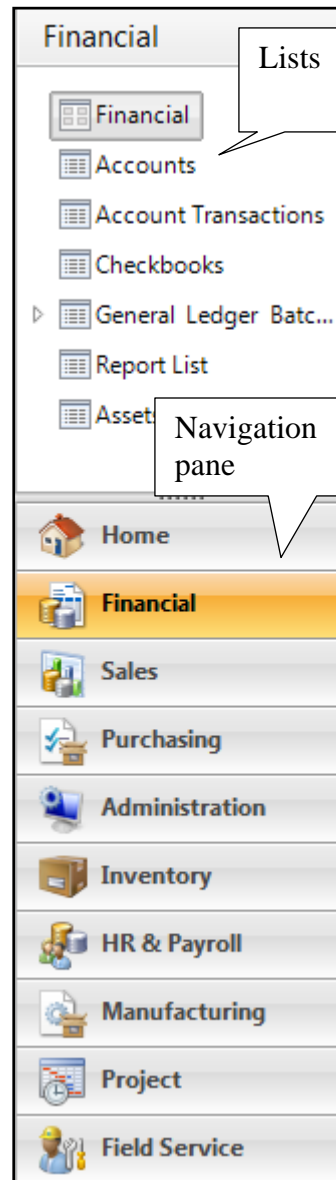 Financial
Lists
Financial
Accounts
Account Transactions
Checkbooks
General Ledger Batc...
Report List
Assets
Navigation
pane
Home
Financial
Sales
Purchasing
Administration
Inventory
HR & Payroll
Manufacturing
Project
Field Service